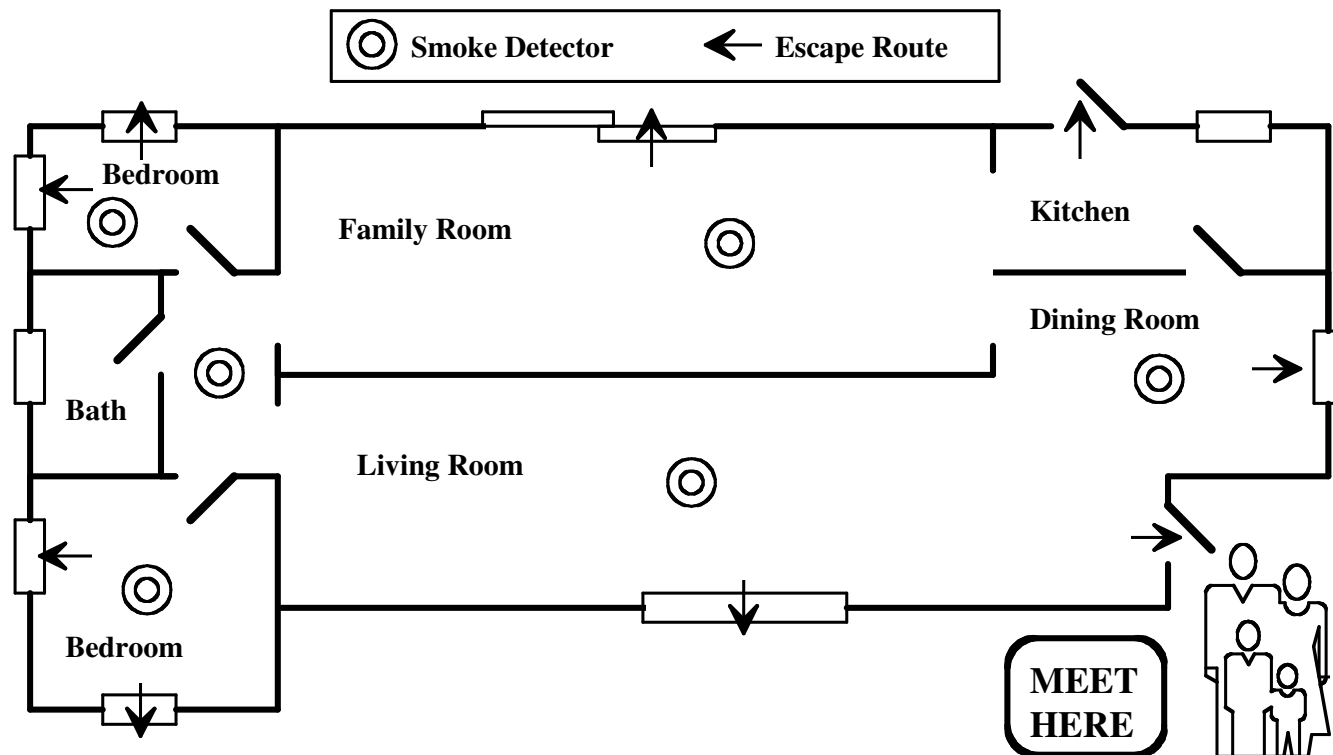 Smoke Detector
Escape Route
Bedroom
Family Room
Kitchen
Dining Room
Bath
Living Room
Bedroom
MEET
HERE